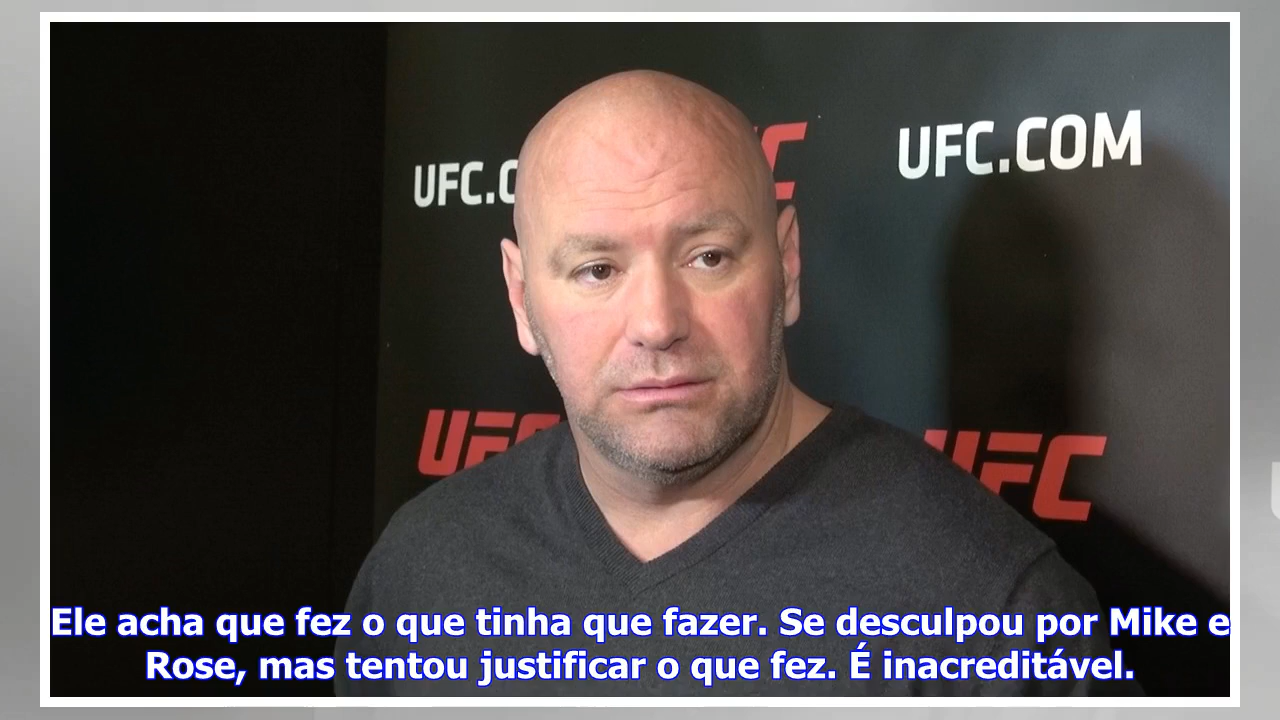 UFC.COM
UFC.C
UFC
UFC
Ele acha que fez o que tinha que fazer. Se desculpou por Mike e
Rose, mas tentou justificar o que fez. É inacreditável.